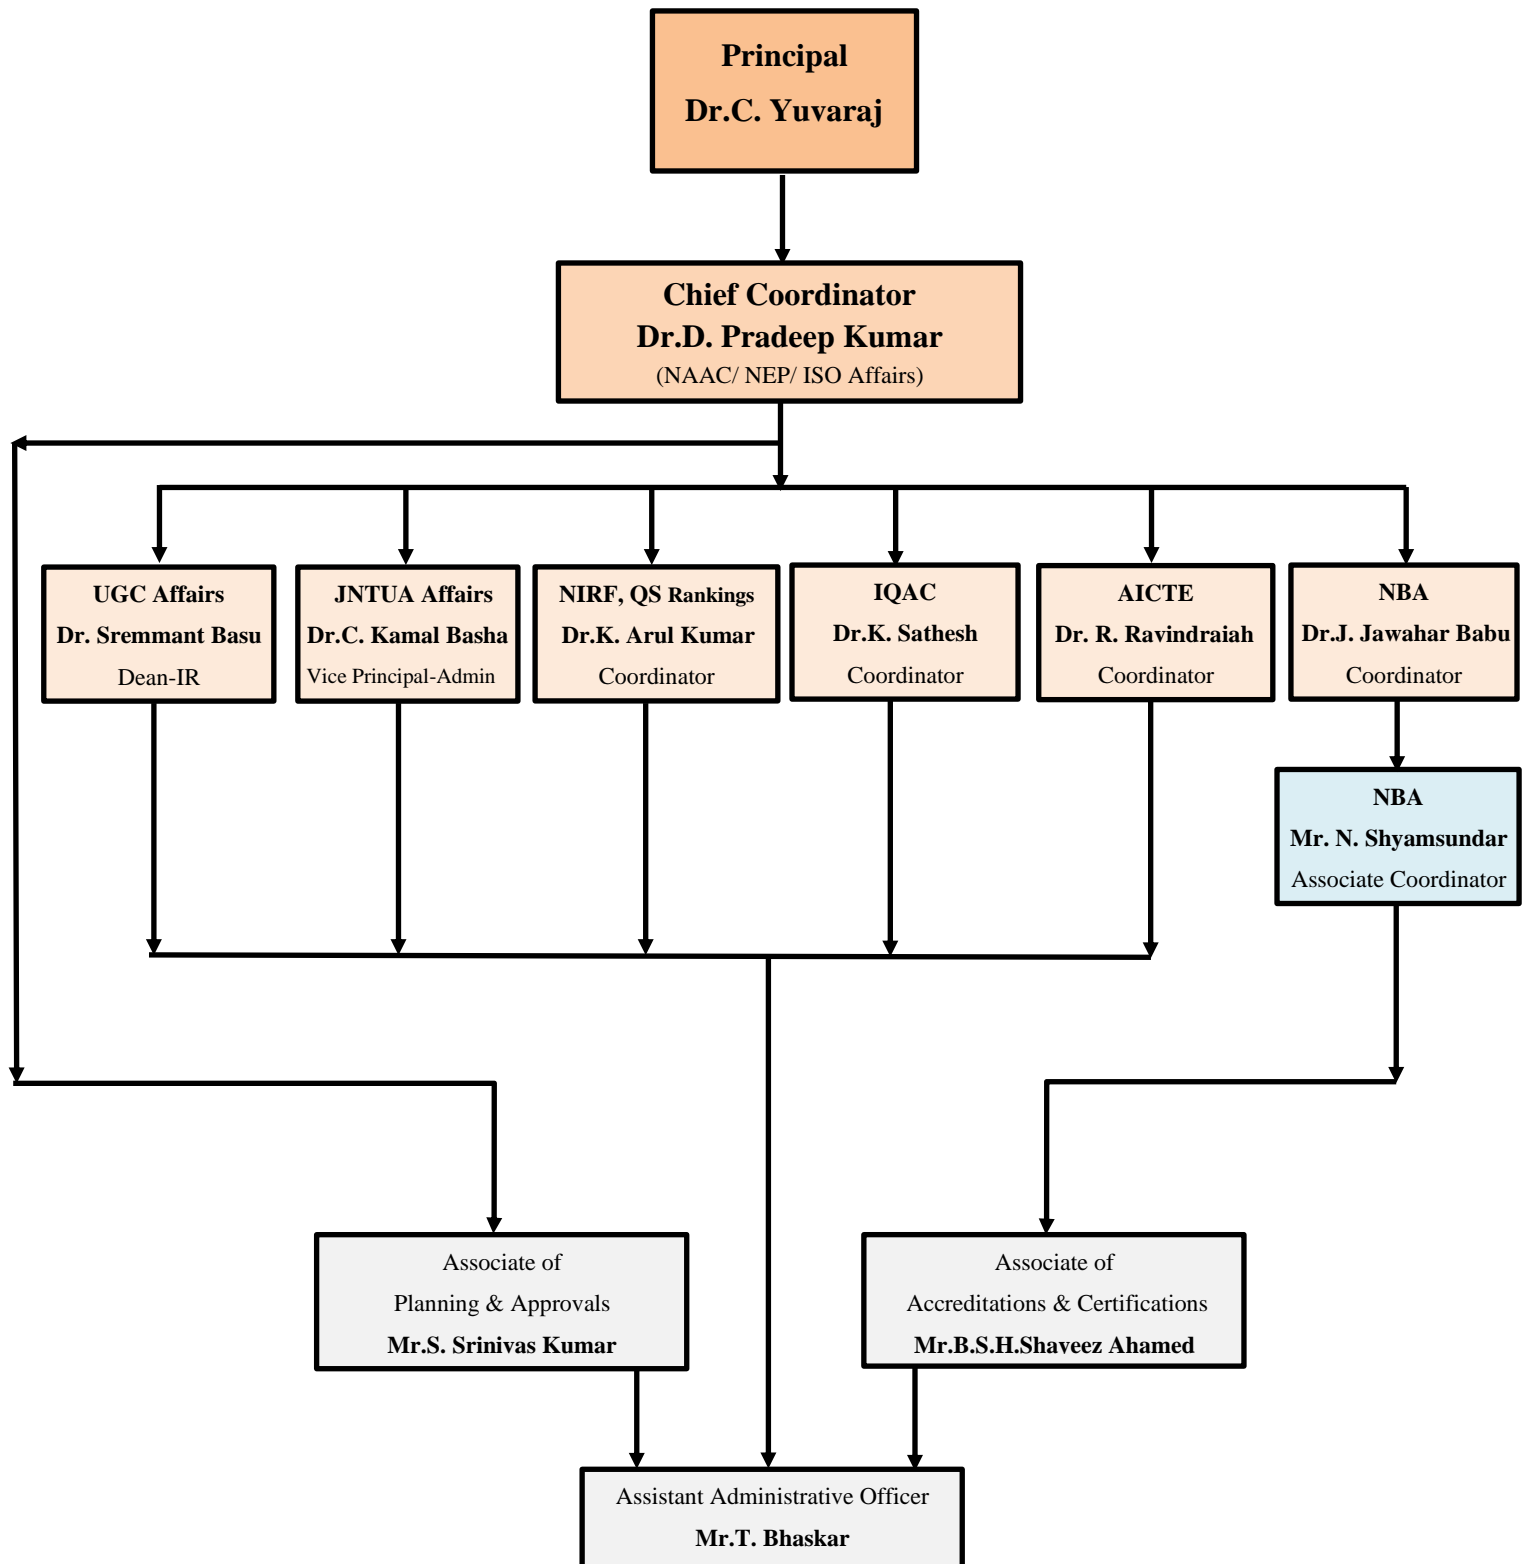 Principal
Dr.C. Yuvaraj
Chief Coordinator
Dr.D. Pradeep Kumar
(NAAC/ NEP/ ISO Affairs)
UGC Affairs
Dr. Sremmant Basu
Dean-IR
JNTUA Affairs
Dr.C. Kamal Basha
Vice Principal-Admin
NIRF, QS Rankings
Dr.K. Arul Kumar
Coordinator
IQAC
Dr.K. Sathesh
Coordinator
AICTE
Dr. R. Ravindraiah
Coordinator
NBA
Dr.J. Jawahar Babu
Coordinator
NBA
Mr. N. Shyamsundar
Associate Coordinator
Associate of
Planning & Approvals
Mr.S. Srinivas Kumar
Associate of
Accreditations & Certifications
Mr.B.S.H.Shaveez Ahamed
Assistant Administrative Officer
Mr.T. Bhaskar